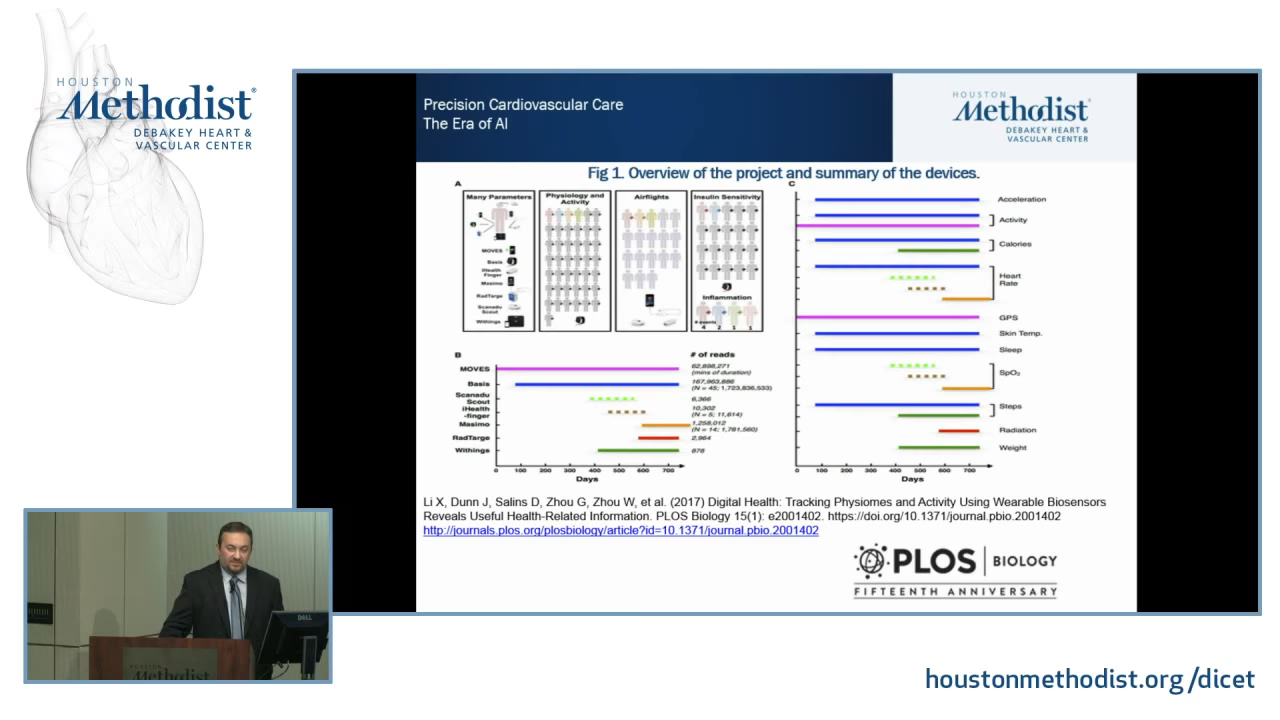 HOUSTON
Methodist®
DEBAKEY HEART &
VASCULAR CENTER
Precision Cardiovascular Care
The Era of AI
HOUSTON
Methodist®
DEBAKEY HEART &
VASCULAR CENTER
Fig 1. Overview of the project and summary of the devices.
A
Many Parameters
MOVES
Basis
iHealth
Finger
Masimo
RadTarge
Scanadu
Scout
Withings
Physiology and
Activity
Airflights
Insulin Sensitivity
Inflammation
# events
4 2 1 1
B
# of reads
MOVES
62,898,271
(mins of duration)
Basis
167,963,886
(N = 45; 1,723,836,533)
Scanadu
Scout
6,366
iHealth
-finger
10,302
(N = 5; 11,614)
Masimo
1,258,012
(N = 14; 1,781,560)
RadTarge
2,964
Withings
878
0 100 200 300 400 500 600 700
Days
C
Acceleration
Activity
Calories
Heart
Rate
GPS
Skin Temp.
Sleep
SpO₂
Steps
Radiation
Weight
0 100 200 300 400 500 600 700
Days
Li X, Dunn J, Salins D, Zhou G, Zhou W, et al. (2017) Digital Health: Tracking Physiomes and Activity Using Wearable Biosensors
Reveals Useful Health-Related Information. PLOS Biology 15(1): e2001402. https://doi.org/10.1371/journal.pbio.2001402
http://journals.plos.org/plosbiology/article?id=10.1371/journal.pbio.2001402
PLOS | BIOLOGY
FIFTEENTH ANNIVERSARY
DELL
HOUSTON
Methodist
houstonmethodist.org/dicet